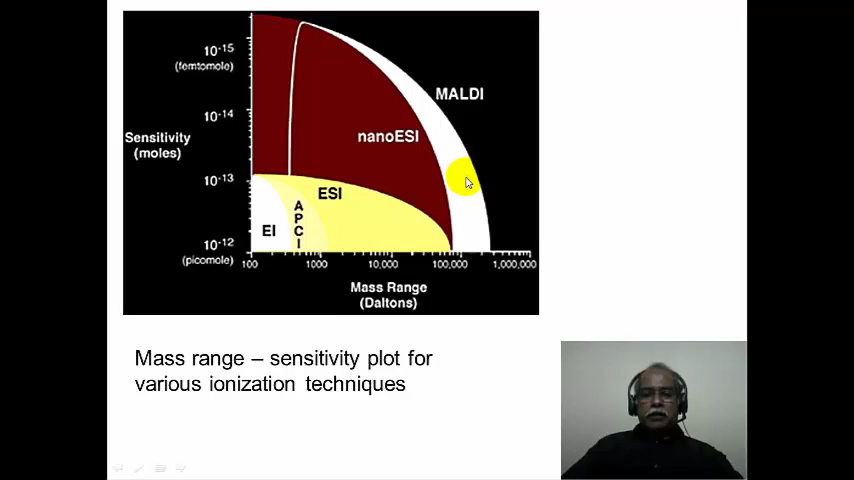 10-15
(femtomole)
MALDI
10-14
Sensitivity
(moles)
nanoESI
10-13
ESI
APCI
EI
10-12
(picomole)
100 1000 10,000 100,000 1,000,000
Mass Range
(Daltons)
Mass range – sensitivity plot for
various ionization techniques